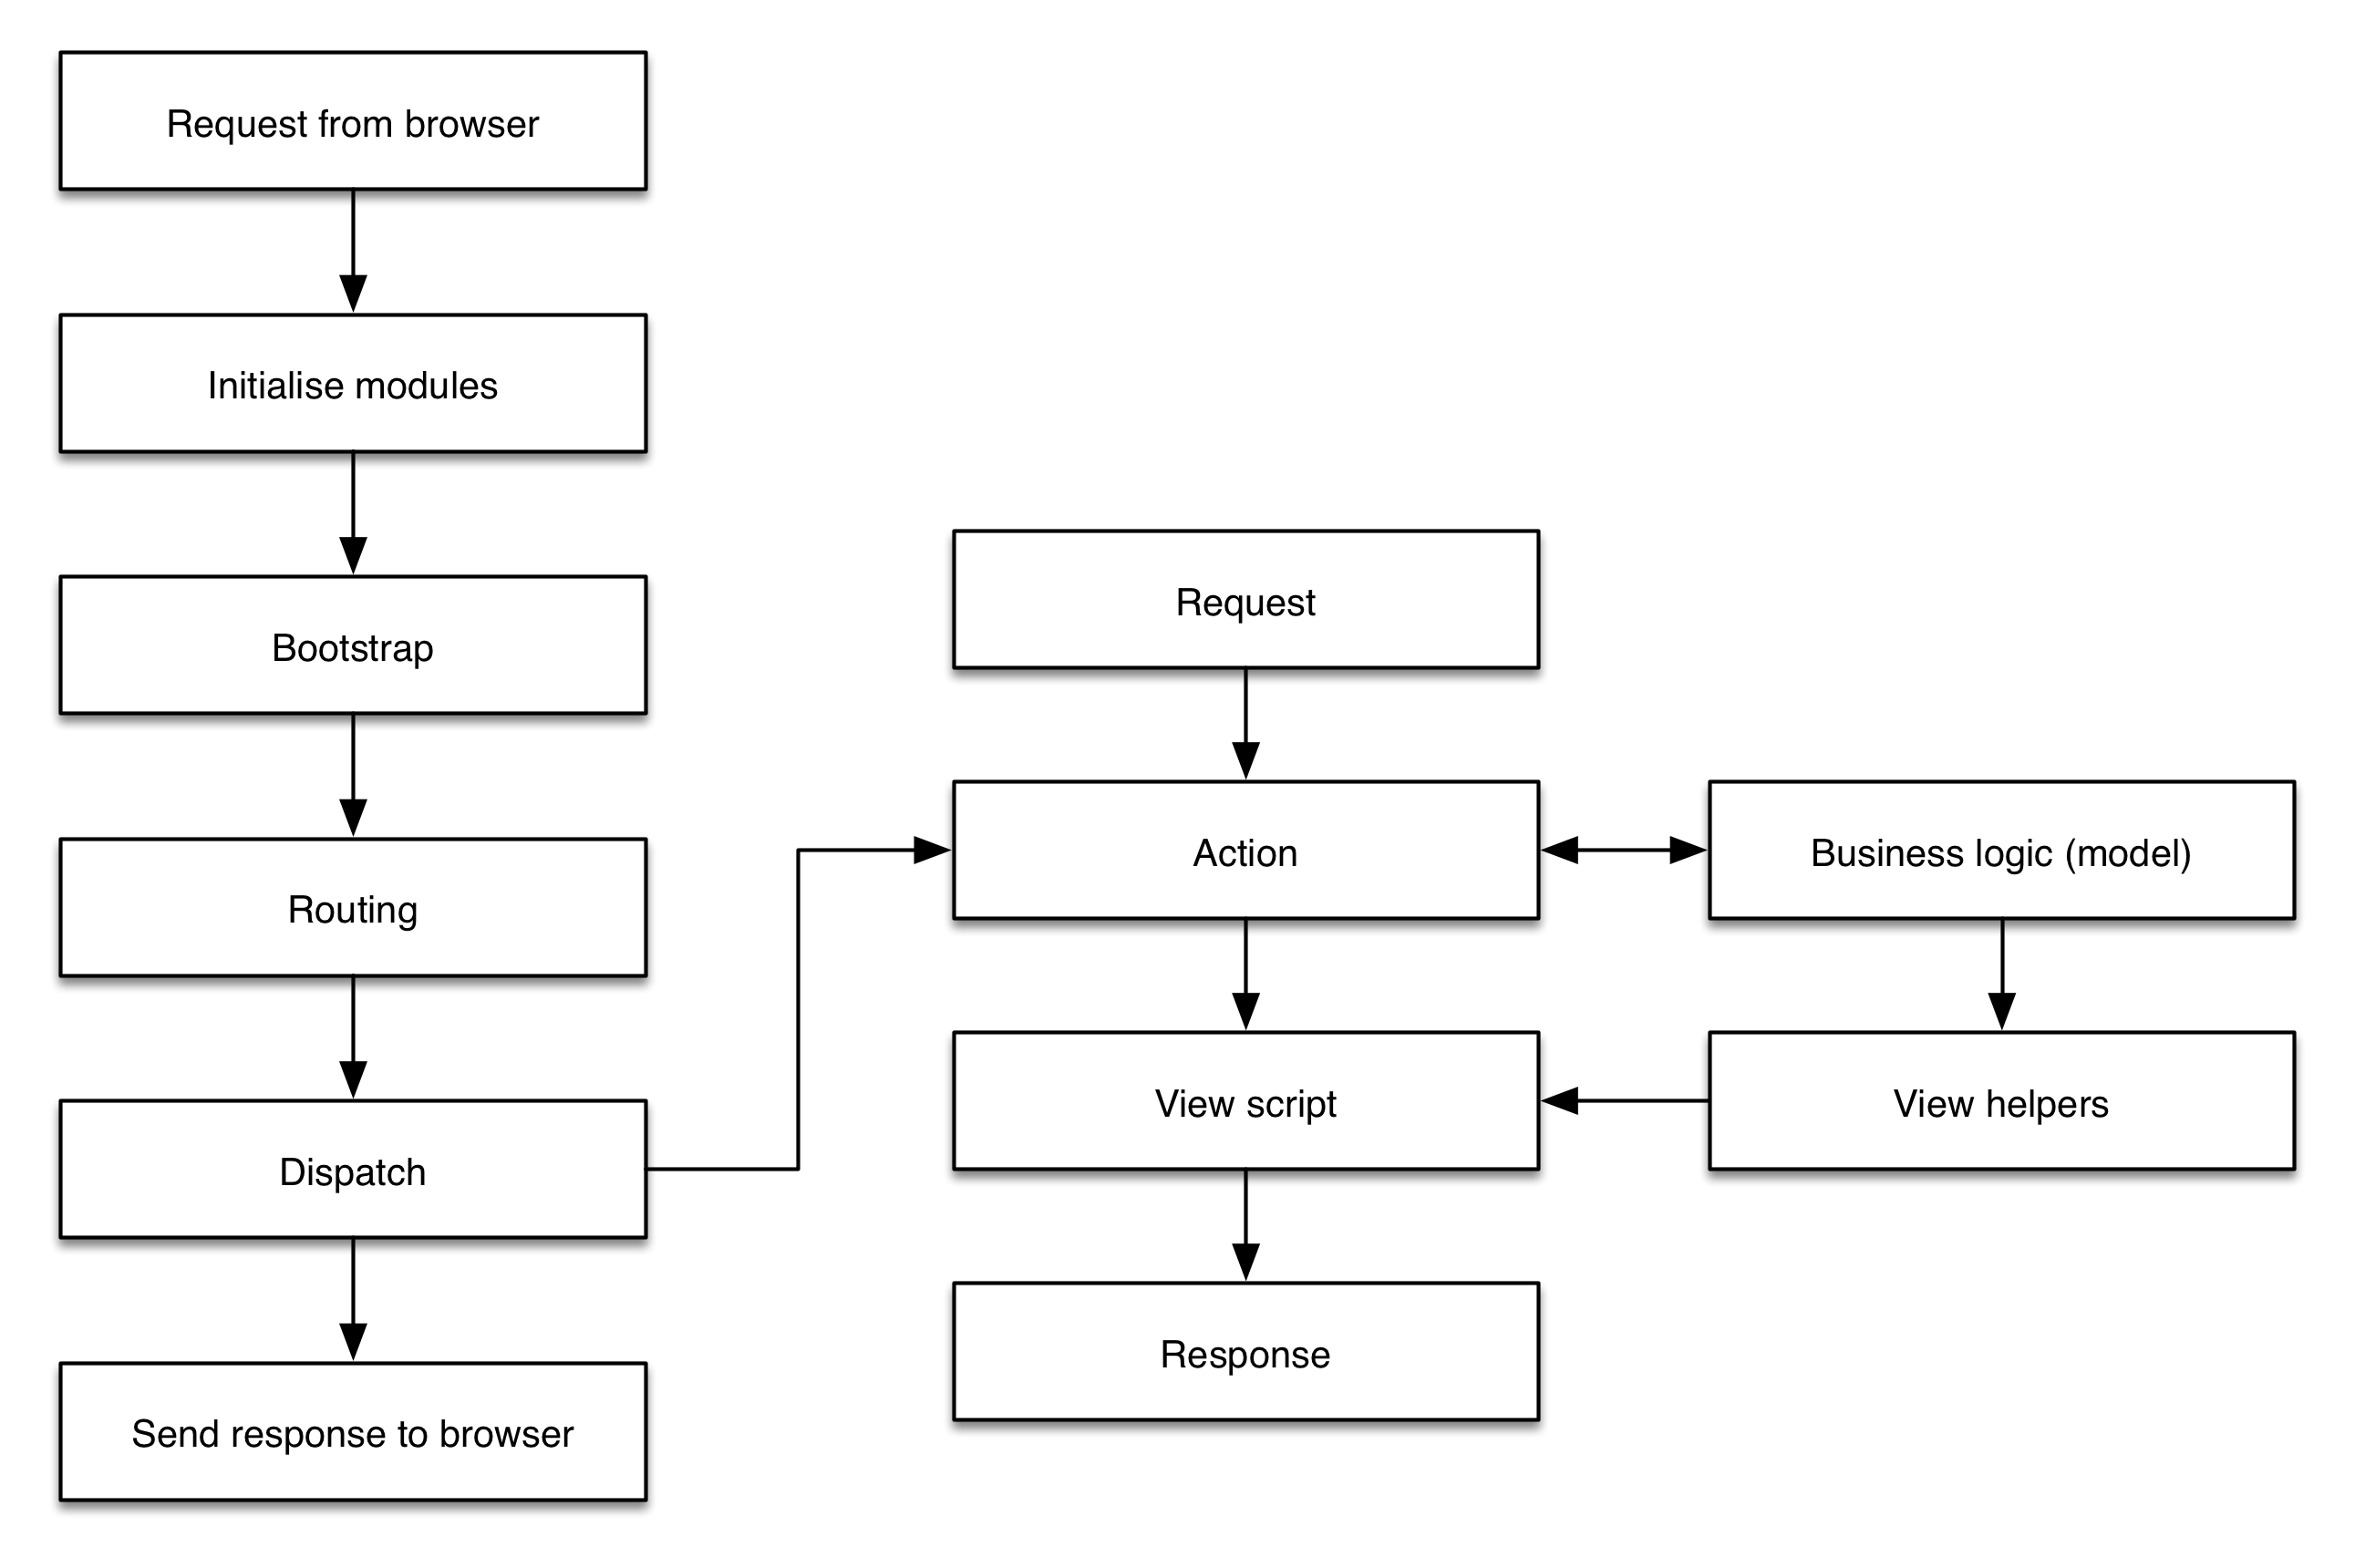 Request from browser
Initialise modules
Bootstrap
Routing
Dispatch
Send response to browser
Request
Action
View script
Response
Business logic (model)
View helpers